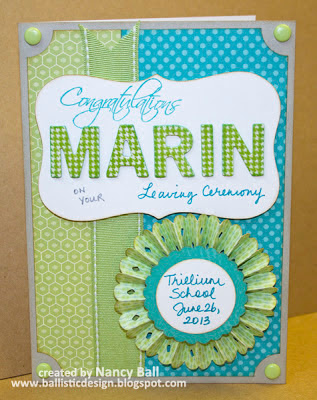 Congratulations
MARIN
ON
YOUR
Leaving Ceremony
Trillium
School
June 26,
2013
created by Nancy Ball
www.ballisticdesign.blogspot.com